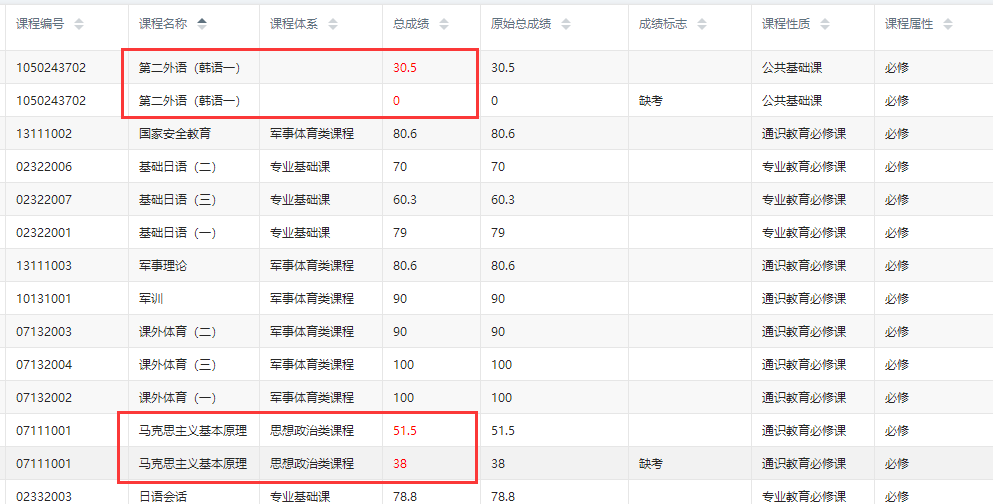 课程编号 课程名称 课程体系 总成绩 原始总成绩 成绩标志 课程性质 课程属性
1050243702 第二外语（韩语一） 30.5 30.5 公共基础课 必修
1050243702 第二外语（韩语一） 0 0 缺考 公共基础课 必修
13111002 国家安全教育 军事体育类课程 80.6 80.6 通识教育必修课 必修
02322006 基础日语（二） 专业基础课 70 70 专业教育必修课 必修
02322007 基础日语（三） 专业基础课 60.3 60.3 专业教育必修课 必修
02322001 基础日语（一） 专业基础课 79 79 专业教育必修课 必修
13111003 军事理论 军事体育类课程 80.6 80.6 通识教育必修课 必修
10131001 军训 军事体育类课程 90 90 通识教育必修课 必修
07132003 课外体育（二） 军事体育类课程 90 90 通识教育必修课 必修
07132004 课外体育（三） 军事体育类课程 100 100 通识教育必修课 必修
07132002 课外体育（一） 军事体育类课程 100 100 通识教育必修课 必修
07111001 马克思主义基本原理 思想政治类课程 51.5 51.5 通识教育必修课 必修
07111001 马克思主义基本原理 思想政治类课程 38 38 缺考 通识教育必修课 必修
02332003 日语会话 专业基础课 78.8 78.8 专业教育必修课 必修